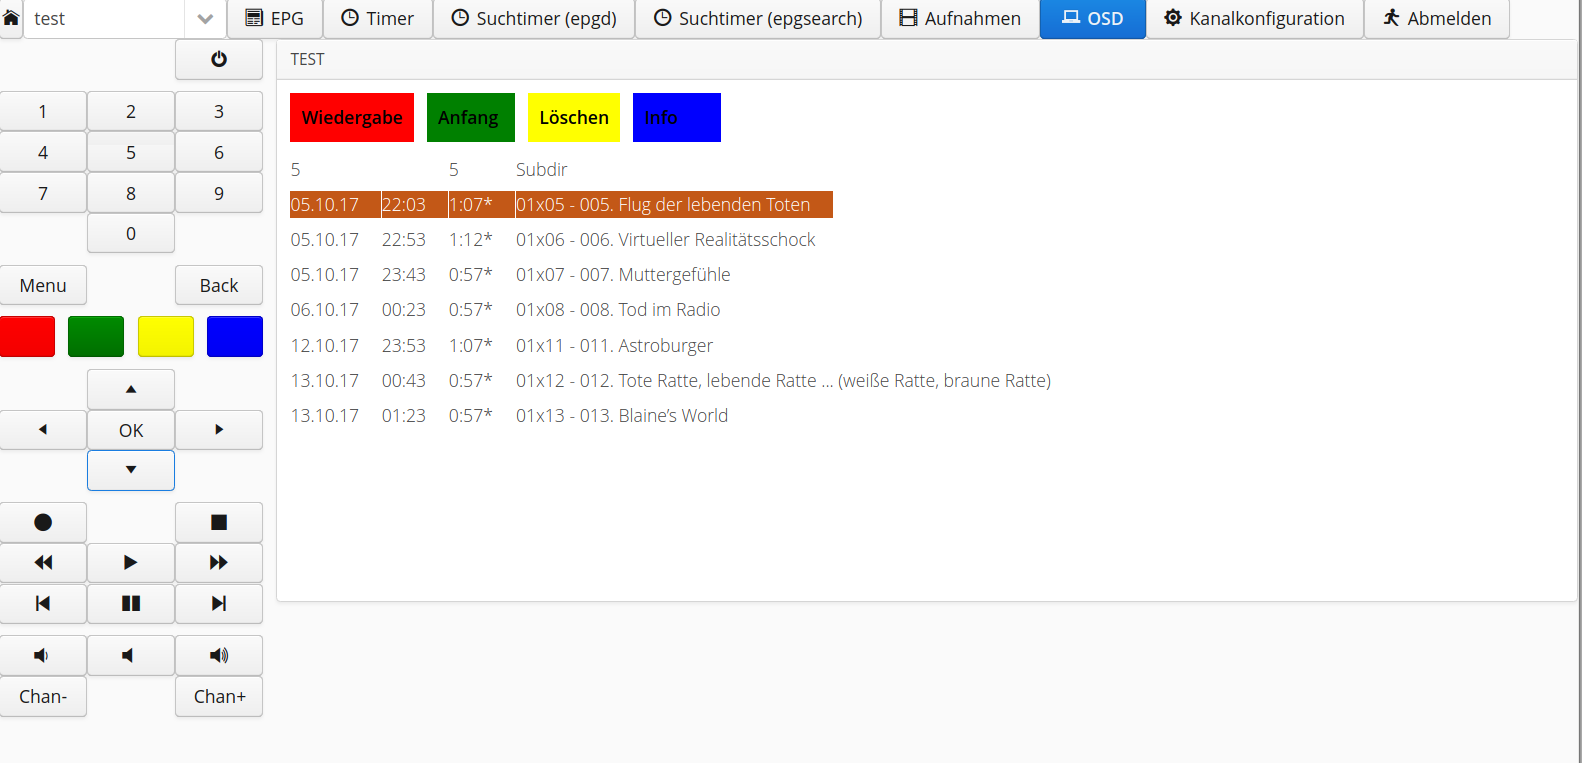 test EPG Timer Suchtimer (epgd) Suchtimer (epgsearch) Aufnahmen OSD Kanalkonfiguration Abmelden
1 2 3
4 5 6
7 8 9
0
Menu Back
OK
Chan- Chan+
TEST
Wiedergabe Anfang Löschen Info
5 5 Subdir
05.10.17 22:03 1:07* 01x05 - 005. Flug der lebenden Toten
05.10.17 22:53 1:12* 01x06 - 006. Virtueller Realitätsschock
05.10.17 23:43 0:57* 01x07 - 007. Muttergefühle
06.10.17 00:23 0:57* 01x08 - 008. Tod im Radio
12.10.17 23:53 1:07* 01x11 - 011. Astroburger
13.10.17 00:43 0:57* 01x12 - 012. Tote Ratte, lebende Ratte ... (weiße Ratte, braune Ratte)
13.10.17 01:23 0:57* 01x13 - 013. Blaine’s World